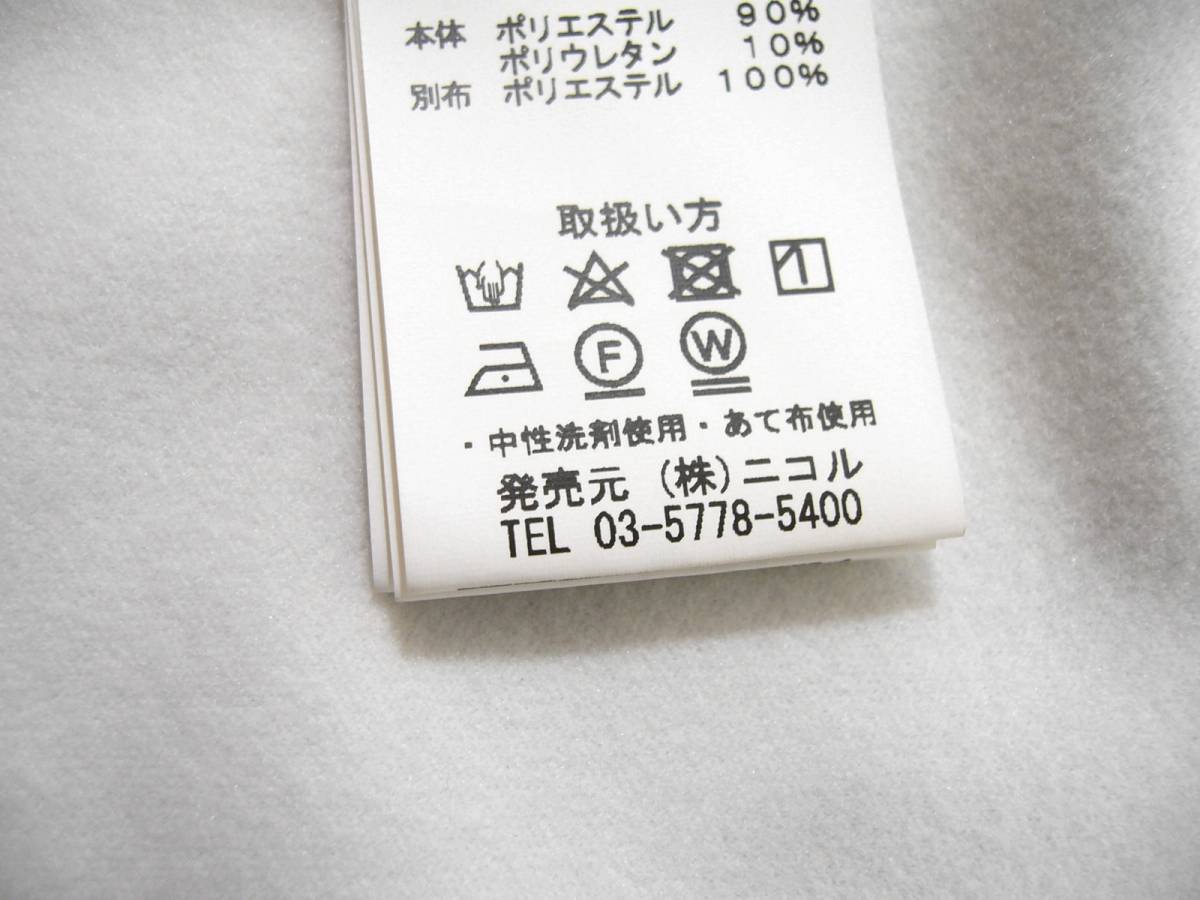 本体 ポリエステル 90%
ポリウレタン 10%
別布 ポリエステル 100%
取扱い方
F W
・中性洗剤使用・あて布使用
発売元 (株)ニコル
TEL 03-5778-5400